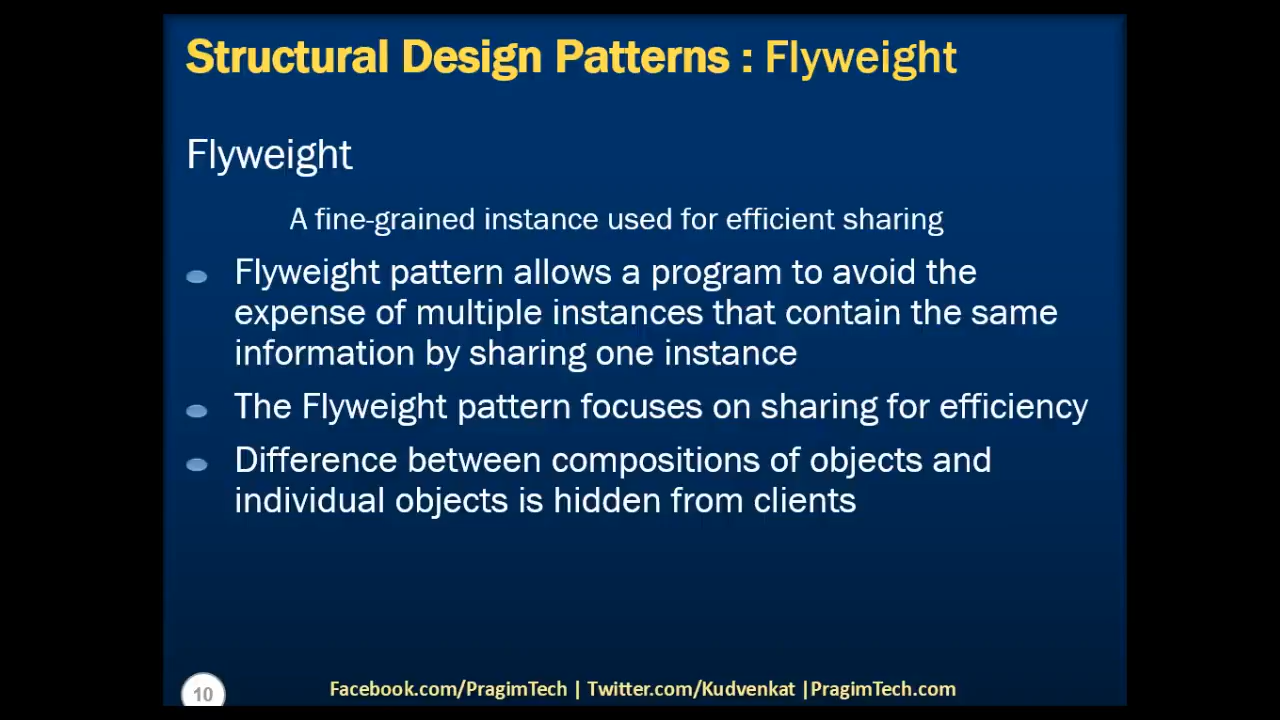 Structural Design Patterns : Flyweight
Flyweight
A fine-grained instance used for efficient sharing
Flyweight pattern allows a program to avoid the
expense of multiple instances that contain the same
information by sharing one instance
The Flyweight pattern focuses on sharing for efficiency
Difference between compositions of objects and
individual objects is hidden from clients
10
Facebook.com/PragimTech | Twitter.com/Kudvenkat |PragimTech.com